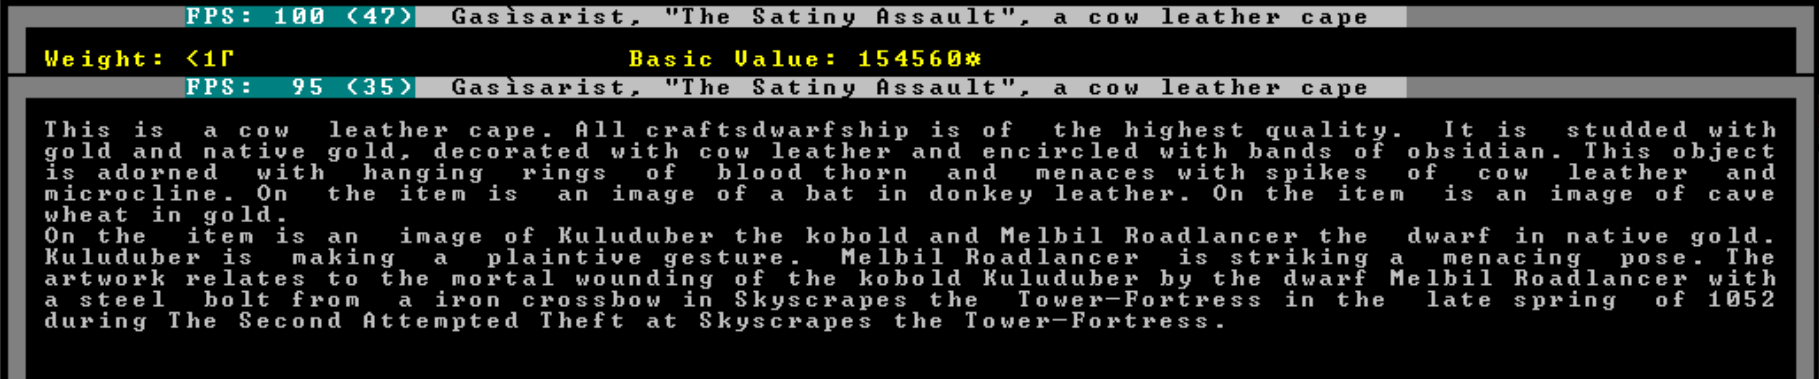 FPS: 100 (47) Gasìsarist, "The Satiny Assault", a cow leather cape
Weight: <1Γ Basic Value: 154560☼
FPS: 95 (35) Gasìsarist, "The Satiny Assault", a cow leather cape
This is a cow leather cape. All craftsdwarfship is of the highest quality. It is studded with
gold and native gold, decorated with cow leather and encircled with bands of obsidian. This object
is adorned with hanging rings of blood thorn and menaces with spikes of cow leather and
microcline. On the item is an image of a bat in donkey leather. On the item is an image of cave
wheat in gold.
On the item is an image of Kuluduber the kobold and Melbil Roadlancer the dwarf in native gold.
Kuluduber is making a plaintive gesture. Melbil Roadlancer is striking a menacing pose. The
artwork relates to the mortal wounding of the kobold Kuluduber by the dwarf Melbil Roadlancer with
a steel bolt from a iron crossbow in Skyscrapes the Tower-Fortress in the late spring of 1052
during The Second Attempted Theft at Skyscrapes the Tower-Fortress.